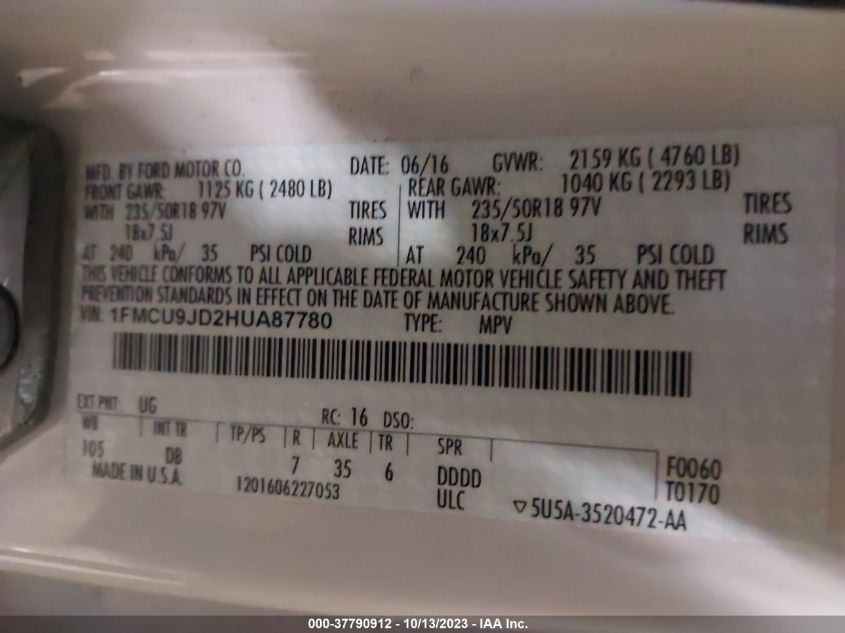 MFD. BY FORD MOTOR CO. DATE: 06/16 GVWR: 2159 KG ( 4760 LB)
FRONT GAWR: 1125 KG ( 2480 LB) REAR GAWR: 1040 KG ( 2293 LB)
WITH 235/50R18 97V TIRES WITH 235/50R18 97V TIRES
18x7.5J RIMS 18x7.5J RIMS
AT 240 kPa/ 35 PSI COLD AT 240 kPa/ 35 PSI COLD
THIS VEHICLE CONFORMS TO ALL APPLICABLE FEDERAL MOTOR VEHICLE SAFETY AND THEFT
PREVENTION STANDARDS IN EFFECT ON THE DATE OF MANUFACTURE SHOWN ABOVE.
VIN: 1FMCU9JD2HUA87780 TYPE: MPV
EXT PNT: UG RC: 16 DSO:
WB INT TR TP/PS R AXLE TR SPR
105 DB 7 35 6 DDDD F0060
MADE IN U.S.A. 1201606227053 ULC T0170
▽5U5A-3520472-AA
000-37790912 - 10/13/2023 - IAA Inc.